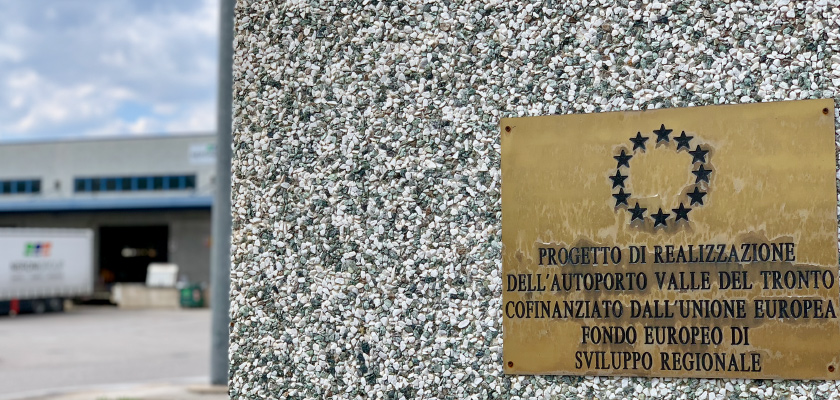 PROGETTO DI REALIZZAZIONE
DELL'AUTOPORTO VALLE DEL TRONTO
COFINANZIATO DALL'UNIONE EUROPEA
FONDO EUROPEO DI
SVILUPPO REGIONALE